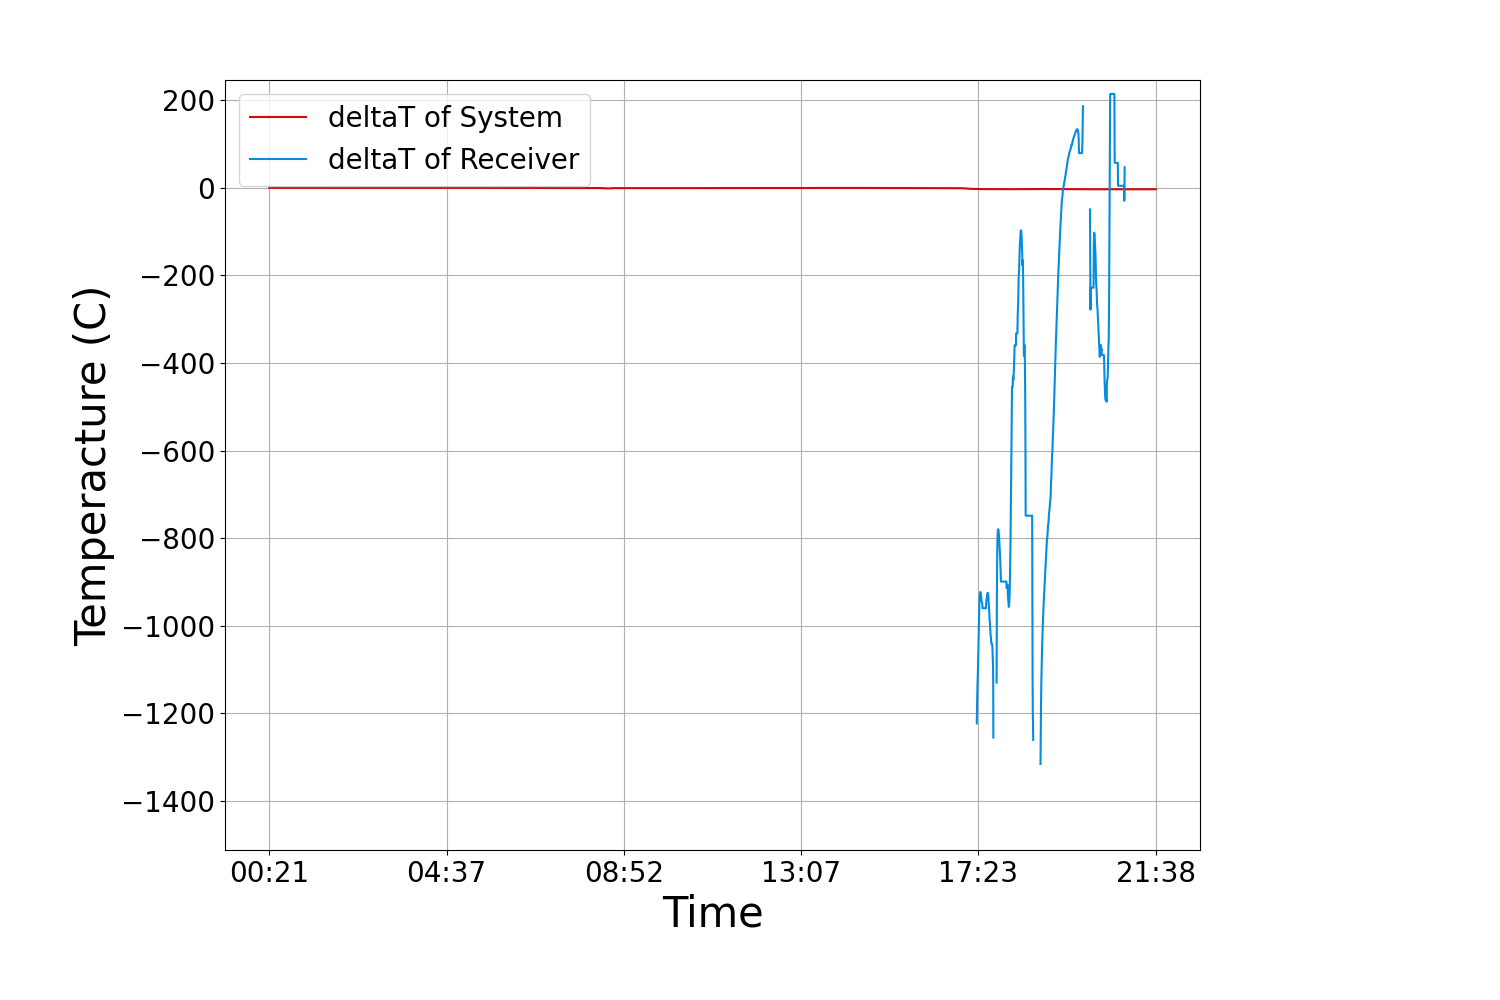 deltaT of System
deltaT of Receiver
200
0
−200
−400
−600
−800
−1000
−1200
−1400
Temperacture (C)
00:21 04:37 08:52 13:07 17:23 21:38
Time